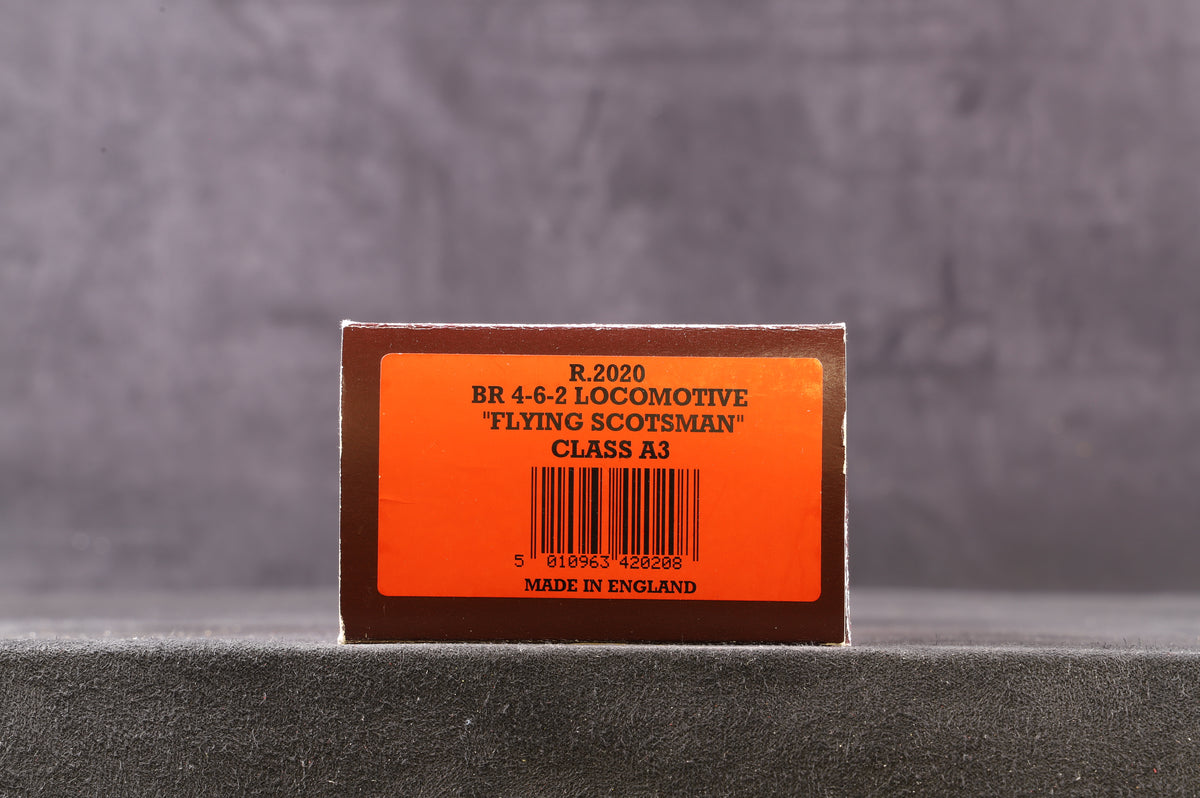 R.2020
BR 4-6-2 LOCOMOTIVE
"FLYING SCOTSMAN"
CLASS A3
5 010963 420208
MADE IN ENGLAND